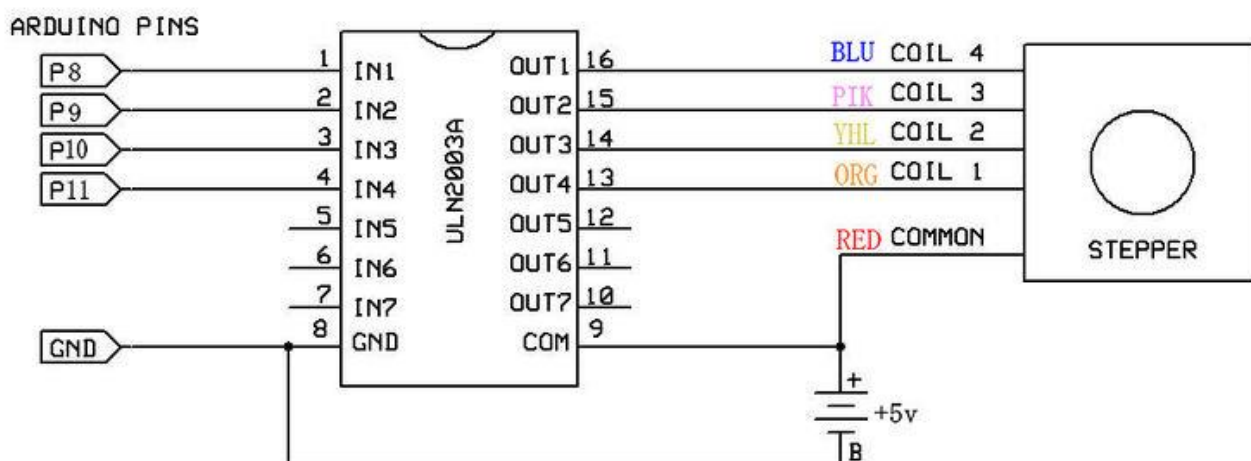 ARDUINO PINS
P8
P9
P10
P11
GND
1 IN1
2 IN2
3 IN3
4 IN4
5 IN5
6 IN6
7 IN7
8 GND
ULN2003A
OUT1 16
OUT2 15
OUT3 14
OUT4 13
OUT5 12
OUT6 11
OUT7 10
COM 9
BLU COIL 4
PIK COIL 3
YHL COIL 2
ORG COIL 1
RED COMMON
STEPPER
+
+5v
B